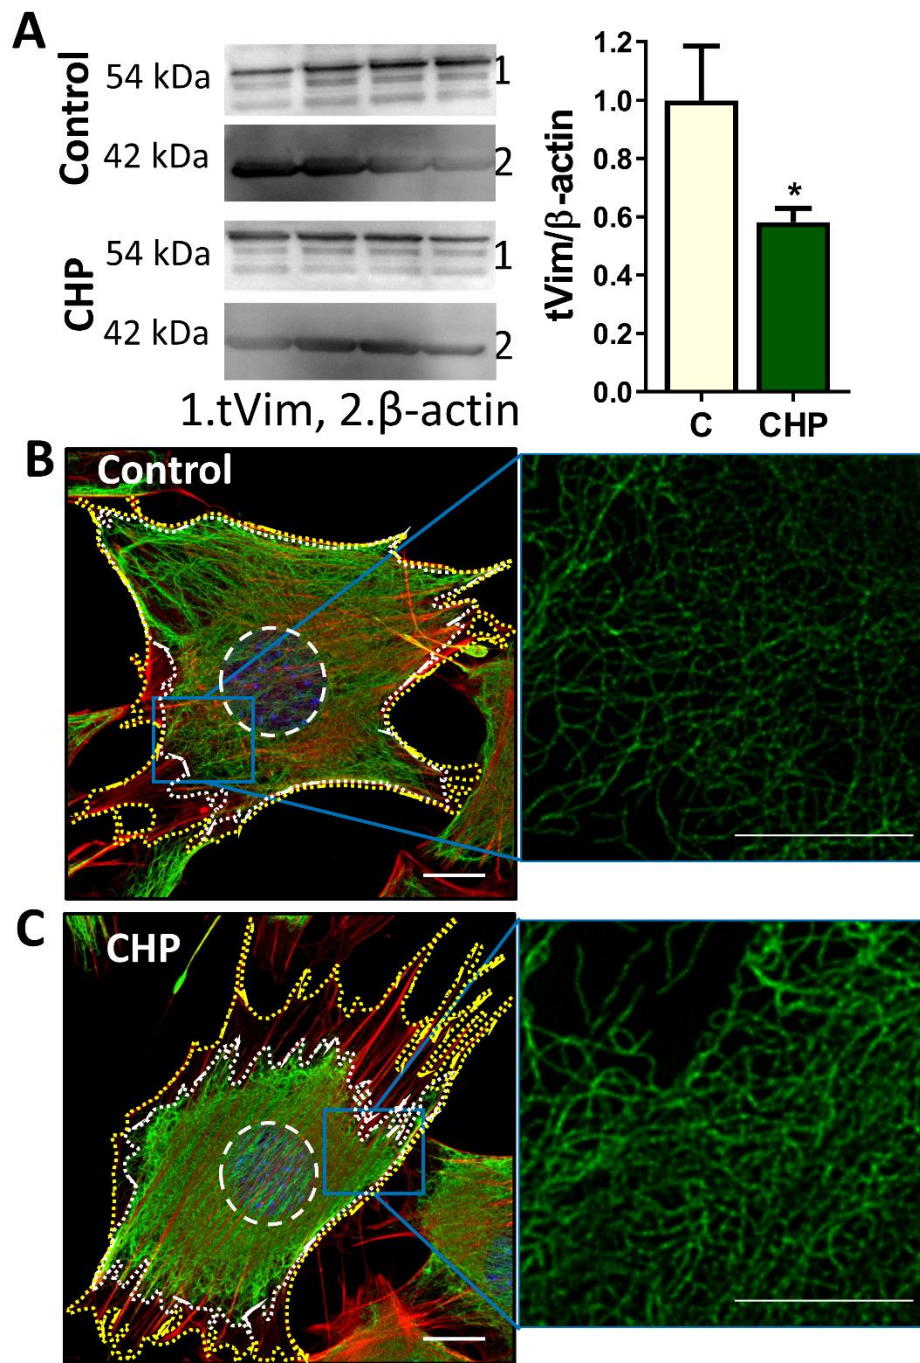 A
Control
54 kDa
1
42 kDa
2
CHP
54 kDa
1
42 kDa
2
1.tVim, 2.β-actin
tVim/β-actin
1.2
1.0
0.8
0.6
0.4
0.2
0.0
*
C
CHP
B
Control
C
CHP